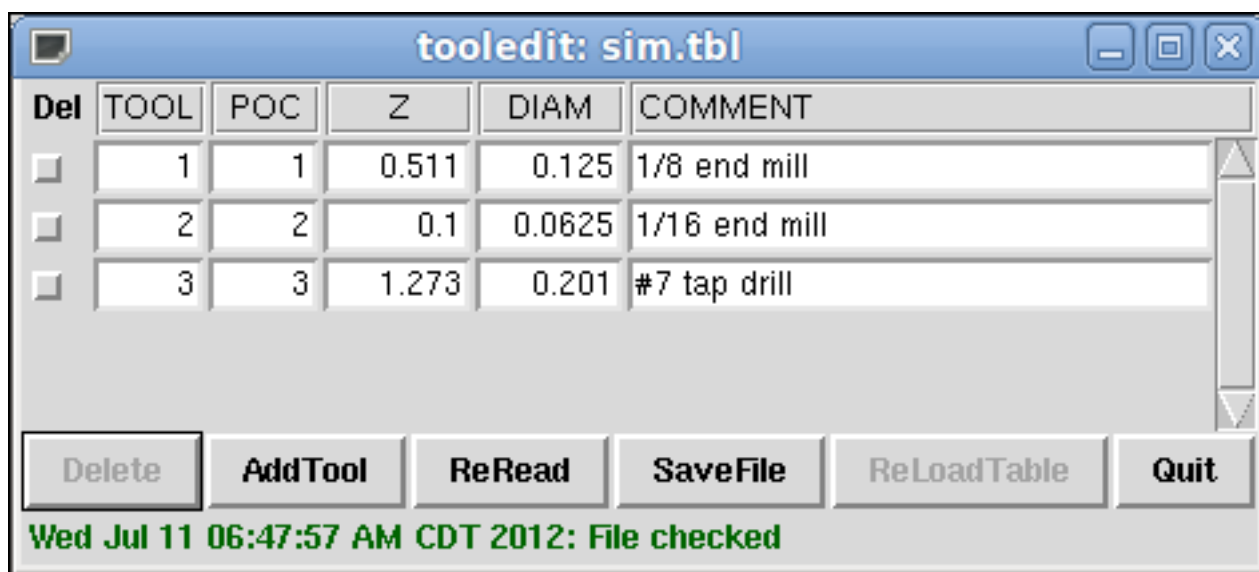 tooledit: sim.tbl
Del TOOL POC Z DIAM COMMENT
1 1 0.511 0.125 1/8 end mill
2 2 0.1 0.0625 1/16 end mill
3 3 1.273 0.201 #7 tap drill
Delete AddTool ReRead SaveFile ReLoadTable Quit
Wed Jul 11 06:47:57 AM CDT 2012: File checked